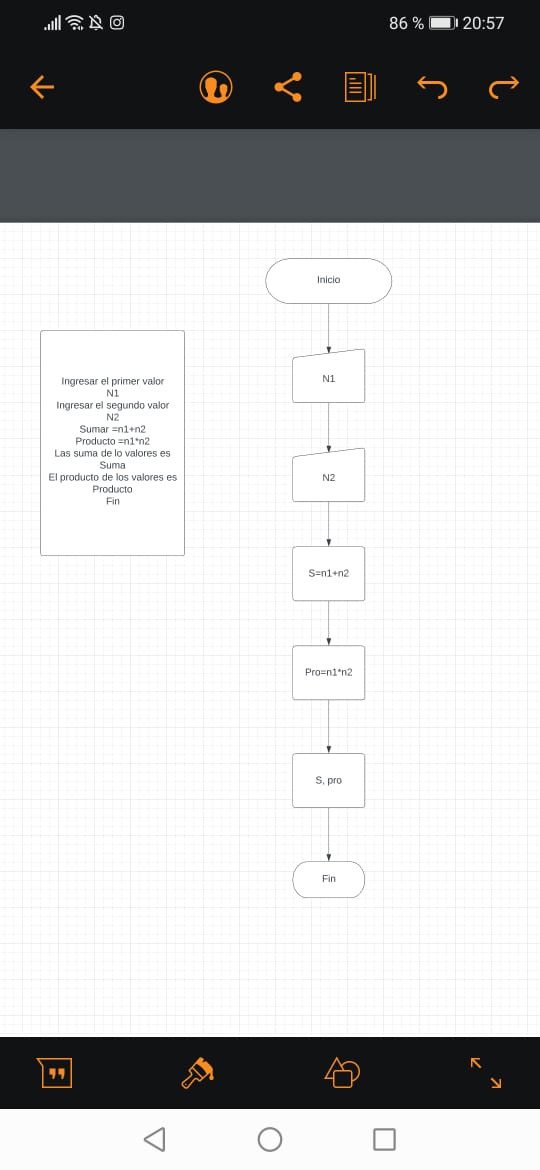 86 % 20:57
Inicio
N1
N2
S=n1+n2
Pro=n1*n2
S, pro
Fin
Ingresar el primer valor
N1
Ingresar el segundo valor
N2
Sumar =n1+n2
Producto =n1*n2
Las suma de lo valores es
Suma
El producto de los valores es
Producto
Fin